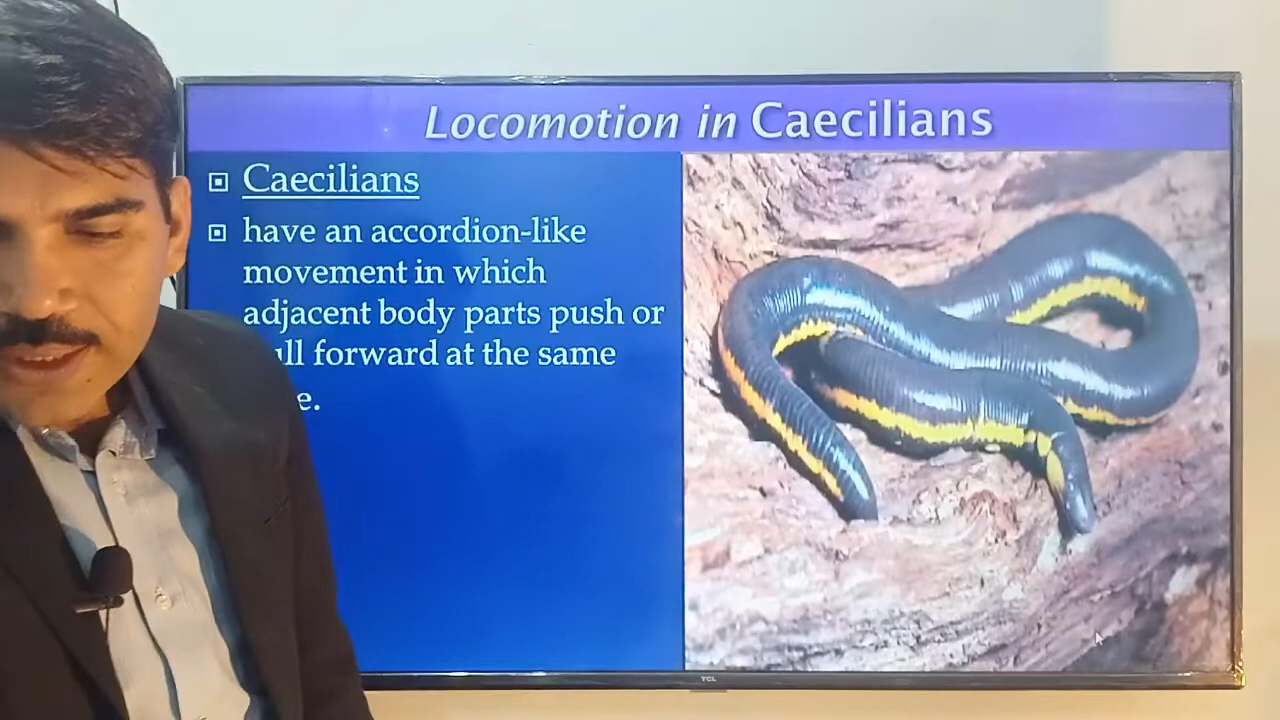 Locomotion in Caecilians
Caecilians
have an accordion-like
movement in which
adjacent body parts push or
forward at the same
TCL